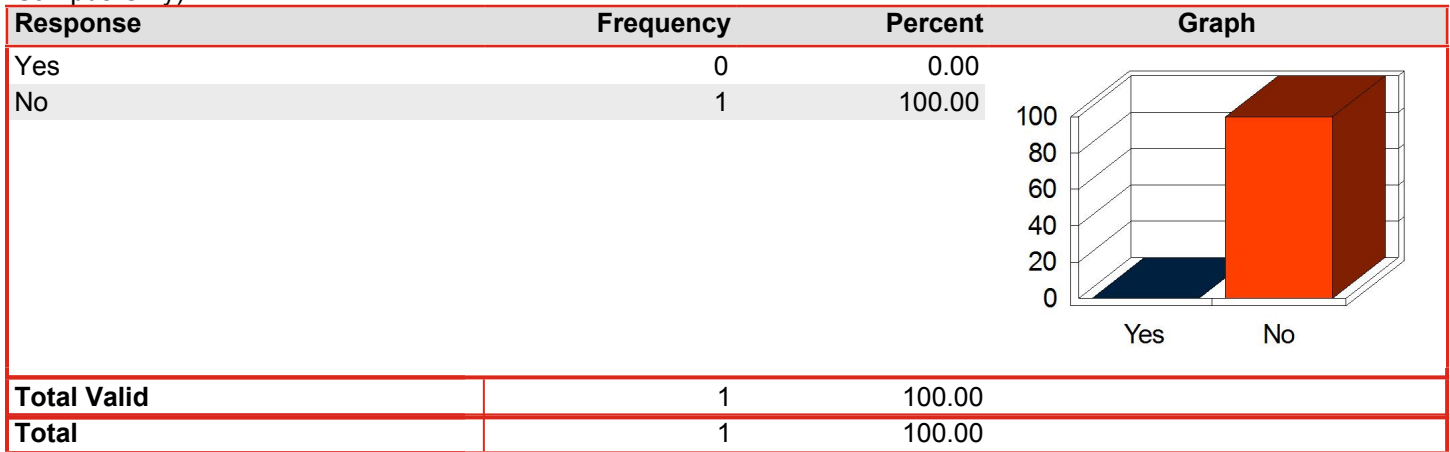 Response Frequency Percent Graph
Yes 0 0.00
No 1 100.00
100
80
60
40
20
0
Yes No
Total Valid 1 100.00
Total 1 100.00